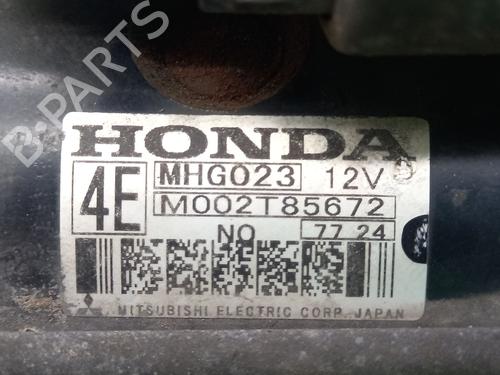 B-PARTS
HONDA
4E
MHG023 12V
D
M002T85672
NO 77 24
MITSUBISHI ELECTRIC CORP. JAPAN